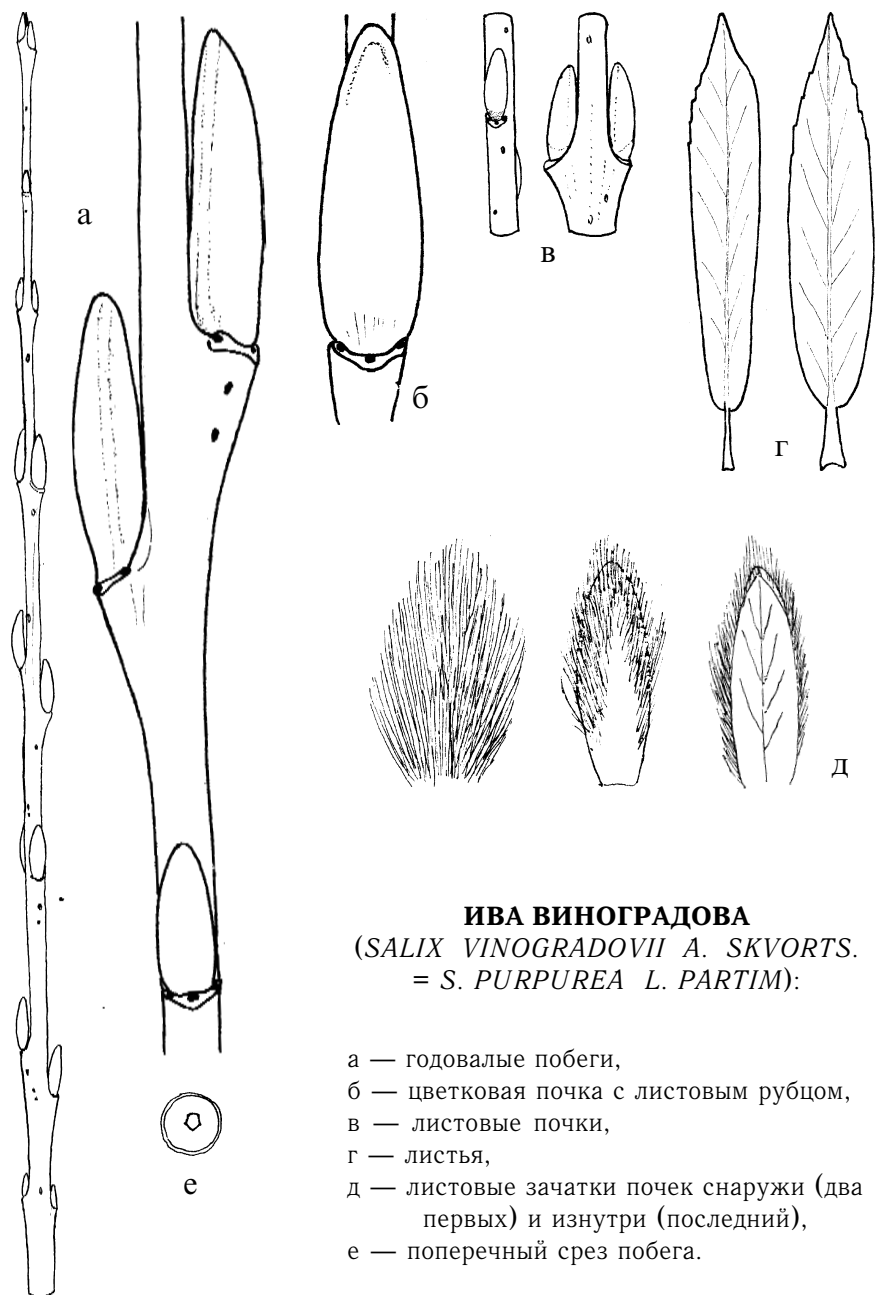 а
б
в
г
д
ИВА ВИНОГРАДОВА
(SALIX VINOGRADOVII A. SKVORTS.
= S. PURPUREA L. PARTIM):
а — годовалые побеги,
б — цветковая почка с листовым рубцом,
в — листовые почки,
г — листья,
д — листовые зачатки почек снаружи (два
первых) и изнутри (последний),
е — поперечный срез побега.
е